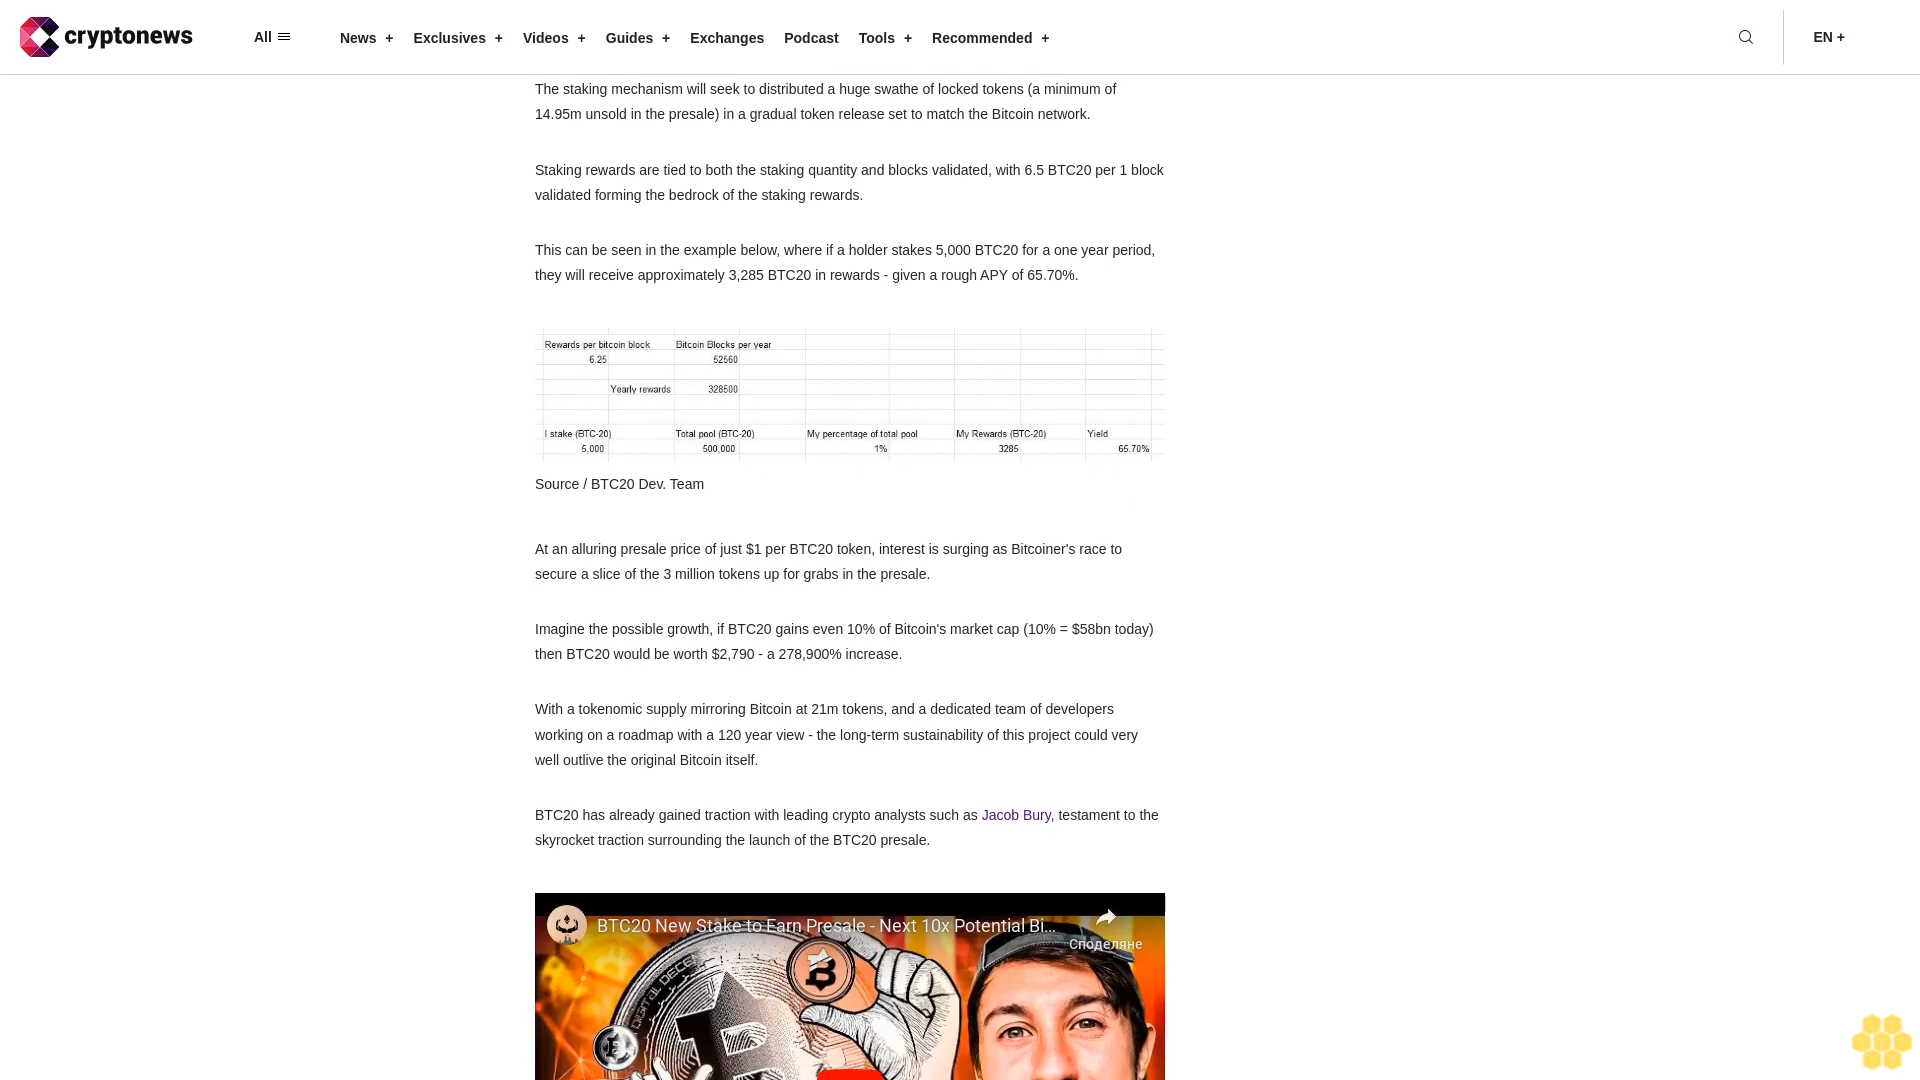 cryptonews
All
News + Exclusives + Videos + Guides + Exchanges Podcast Tools + Recommended +
EN +
The staking mechanism will seek to distributed a huge swathe of locked tokens (a minimum of
14.95m unsold in the presale) in a gradual token release set to match the Bitcoin network.
Staking rewards are tied to both the staking quantity and blocks validated, with 6.5 BTC20 per 1 block
validated forming the bedrock of the staking rewards.
This can be seen in the example below, where if a holder stakes 5,000 BTC20 for a one year period,
they will receive approximately 3,285 BTC20 in rewards - given a rough APY of 65.70%.
Rewards per bitcoin block Bitcoin Blocks per year
6.25 52560
Yearly rewards 328500
I stake (BTC-20) Total pool (BTC-20) My percentage of total pool My Rewards (BTC-20) Yield
5,000 500,000 1% 3285 65.70%
Source / BTC20 Dev. Team
At an alluring presale price of just $1 per BTC20 token, interest is surging as Bitcoiner's race to
secure a slice of the 3 million tokens up for grabs in the presale.
Imagine the possible growth, if BTC20 gains even 10% of Bitcoin's market cap (10% = $58bn today)
then BTC20 would be worth $2,790 - a 278,900% increase.
With a tokenomic supply mirroring Bitcoin at 21m tokens, and a dedicated team of developers
working on a roadmap with a 120 year view - the long-term sustainability of this project could very
well outlive the original Bitcoin itself.
BTC20 has already gained traction with leading crypto analysts such as Jacob Bury, testament to the
skyrocket traction surrounding the launch of the BTC20 presale.
BTC20 New Stake to Earn Presale - Next 10x Potential Bi...
Споделяне